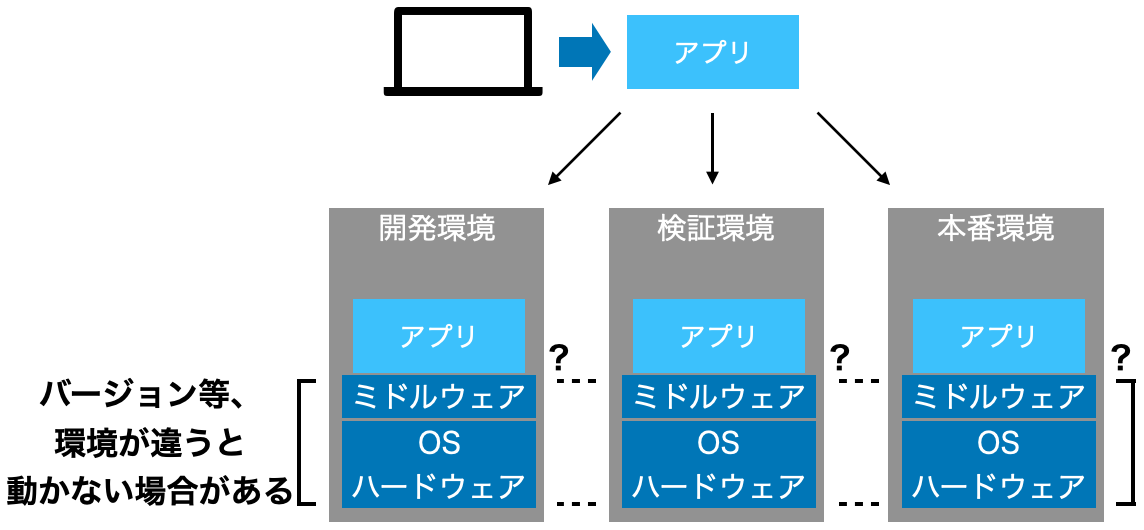 アプリ
開発環境
検証環境
本番環境
アプリ
?
アプリ
?
アプリ
?
バージョン等、
環境が違うと
動かない場合がある
ミドルウェア
OS
ハードウェア
ミドルウェア
OS
ハードウェア
ミドルウェア
OS
ハードウェア